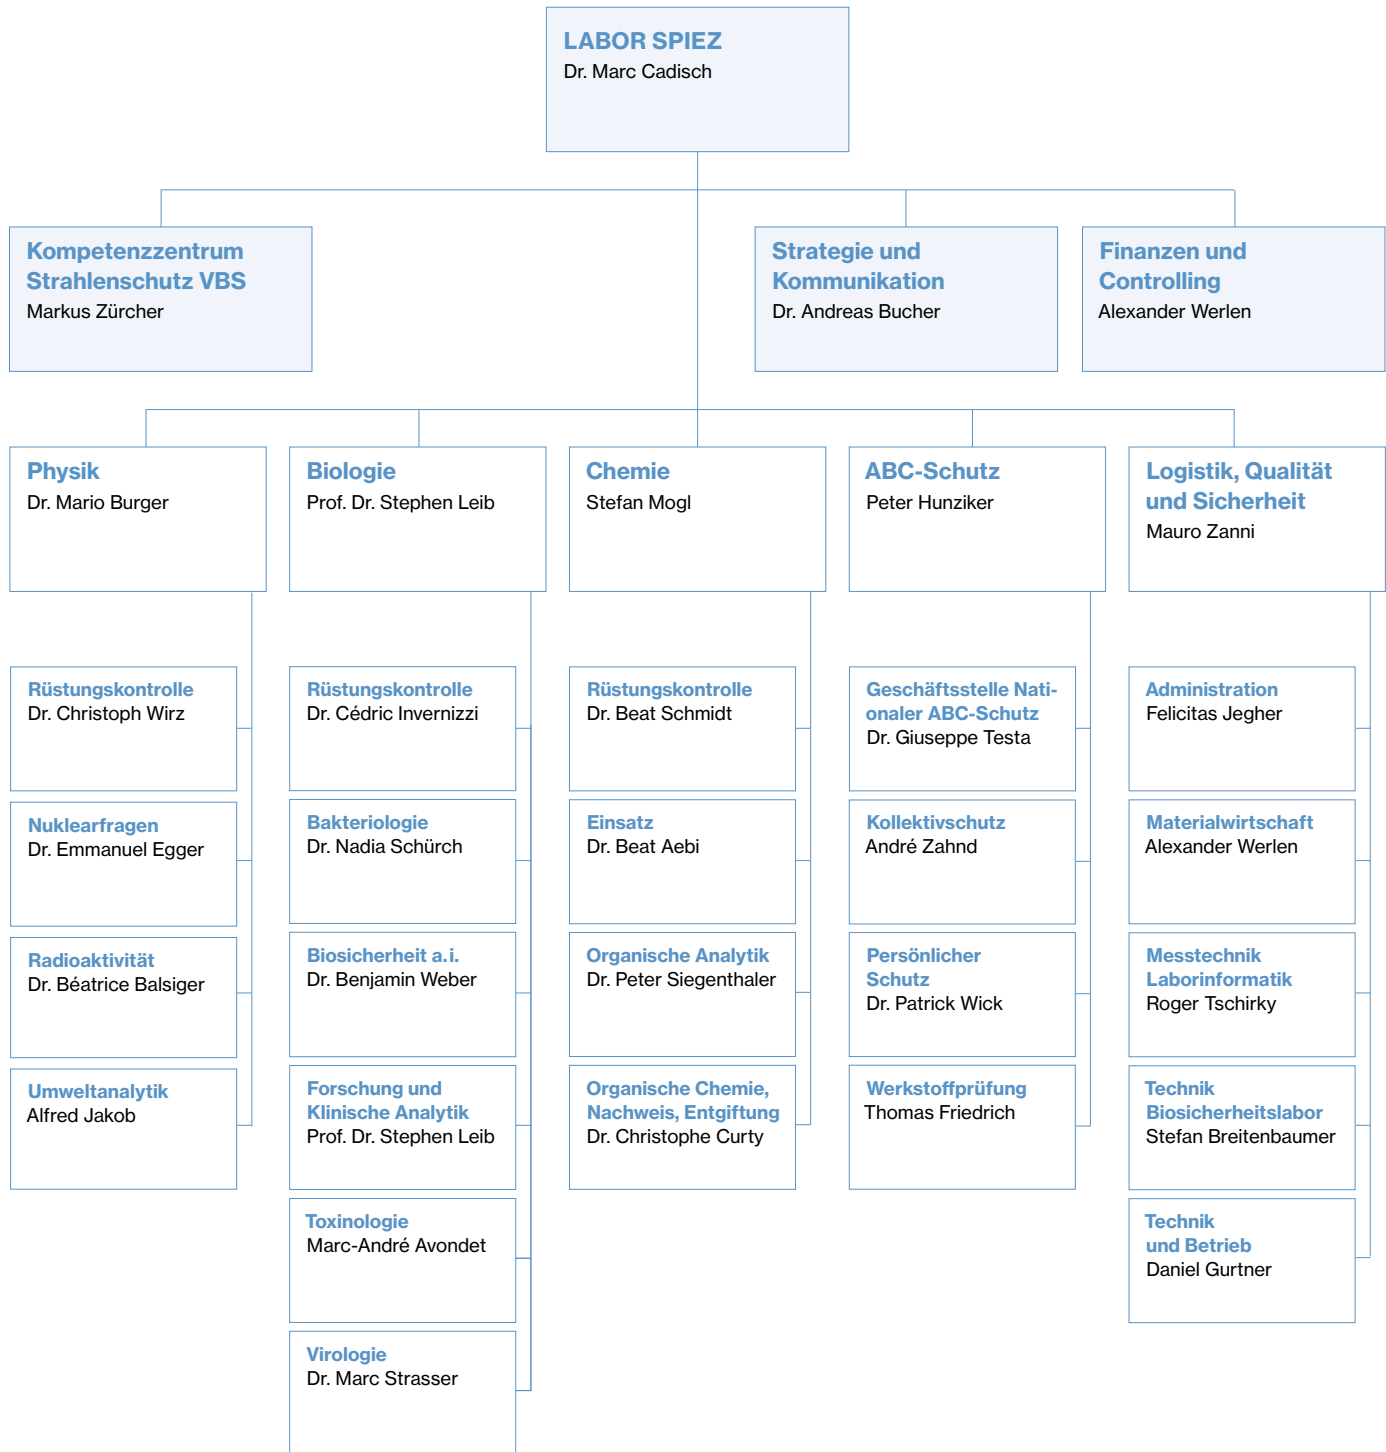 LABOR SPIEZ
Dr. Marc Cadisch
Kompetenzzentrum
Strahlenschutz VBS
Markus Zürcher
Strategie und
Kommunikation
Dr. Andreas Bucher
Finanzen und
Controlling
Alexander Werlen
Physik
Dr. Mario Burger
Biologie
Prof. Dr. Stephen Leib
Chemie
Stefan Mogl
ABC-Schutz
Peter Hunziker
Logistik, Qualität
und Sicherheit
Mauro Zanni
Rüstungskontrolle
Dr. Christoph Wirz
Nuklearfragen
Dr. Emmanuel Egger
Radioaktivität
Dr. Béatrice Balsiger
Umweltanalytik
Alfred Jakob
Rüstungskontrolle
Dr. Cédric Invernizzi
Bakteriologie
Dr. Nadia Schürch
Biosicherheit a.i.
Dr. Benjamin Weber
Forschung und
Klinische Analytik
Prof. Dr. Stephen Leib
Toxinologie
Marc-André Avondet
Virologie
Dr. Marc Strasser
Rüstungskontrolle
Dr. Beat Schmidt
Einsatz
Dr. Beat Aebi
Organische Analytik
Dr. Peter Siegenthaler
Organische Chemie,
Nachweis, Entgiftung
Dr. Christophe Curty
Geschäftsstelle Nati-
onaler ABC-Schutz
Dr. Giuseppe Testa
Kollektivschutz
André Zahnd
Persönlicher
Schutz
Dr. Patrick Wick
Werkstoffprüfung
Thomas Friedrich
Administration
Felicitas Jegher
Materialwirtschaft
Alexander Werlen
Messtechnik
Laborinformatik
Roger Tschirky
Technik
Biosicherheitslabor
Stefan Breitenbaumer
Technik
und Betrieb
Daniel Gurtner